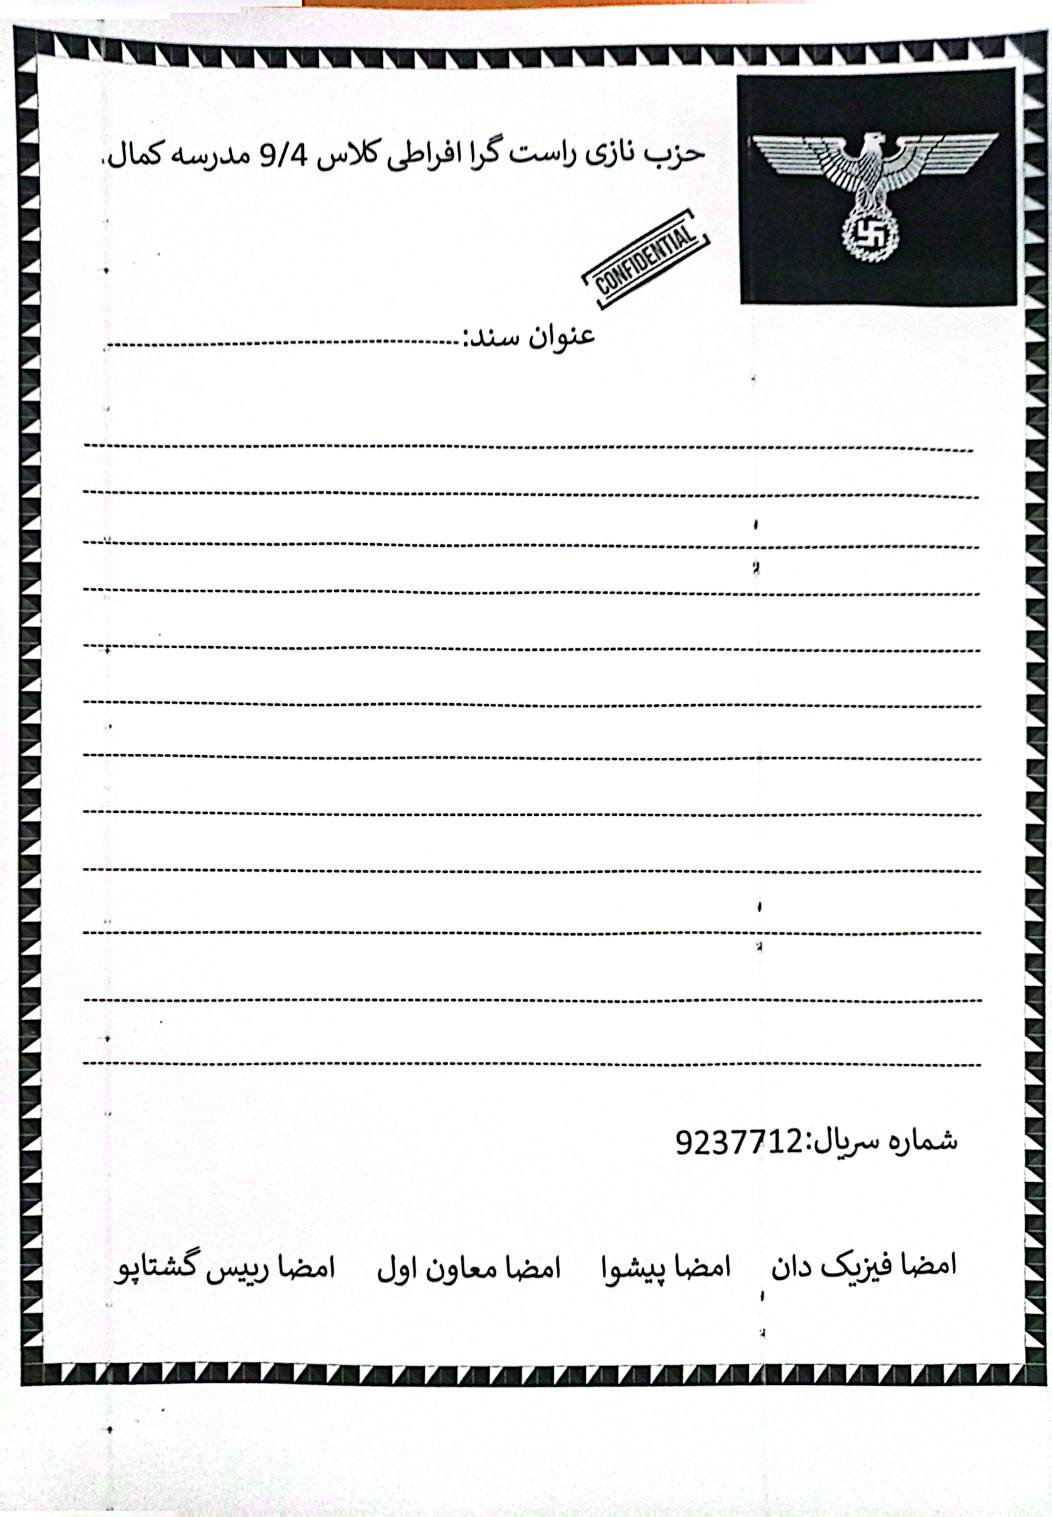 حزب نازی راست گرا افراطی کلاس 9/4 مدرسه کمال.
CONFIDENTIAL
عنوان سند:
شماره سریال:9237712
امضا فیزیک دان امضا پیشوا امضا معاون اول امضا رییس گشتاپو